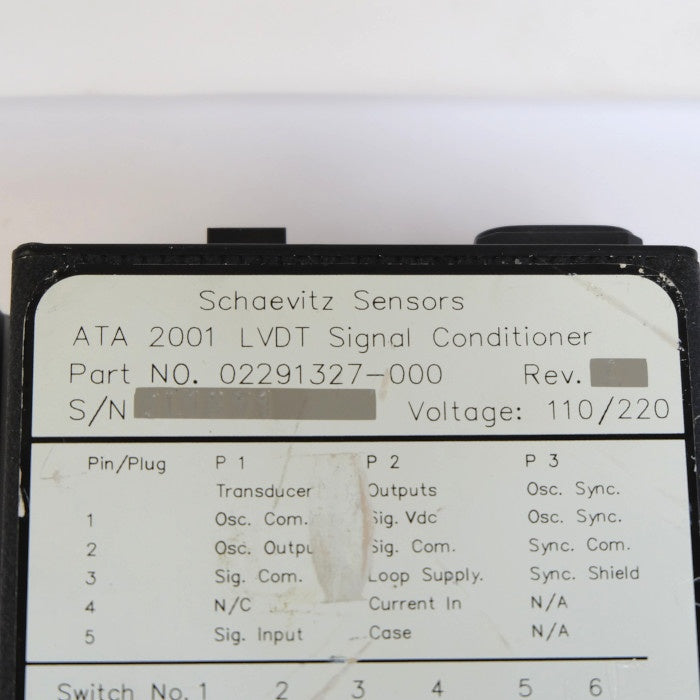 Schaevitz Sensors
ATA 2001 LVDT Signal Conditioner
Part NO. 02291327-000 Rev.
S/N Voltage: 110/220
Pin/Plug P 1 P 2 P 3
Transducer Outputs Osc. Sync.
1 Osc. Com. Sig. Vdc Osc. Sync.
2 Osc. Sig. Com. Sync. Com.
3 Sig. Com. Loop Supply. Sync. Shield
4 N/C Current In N/A
5 Sig. Input Case N/A
Switch No. 1 2 3 4 5 6